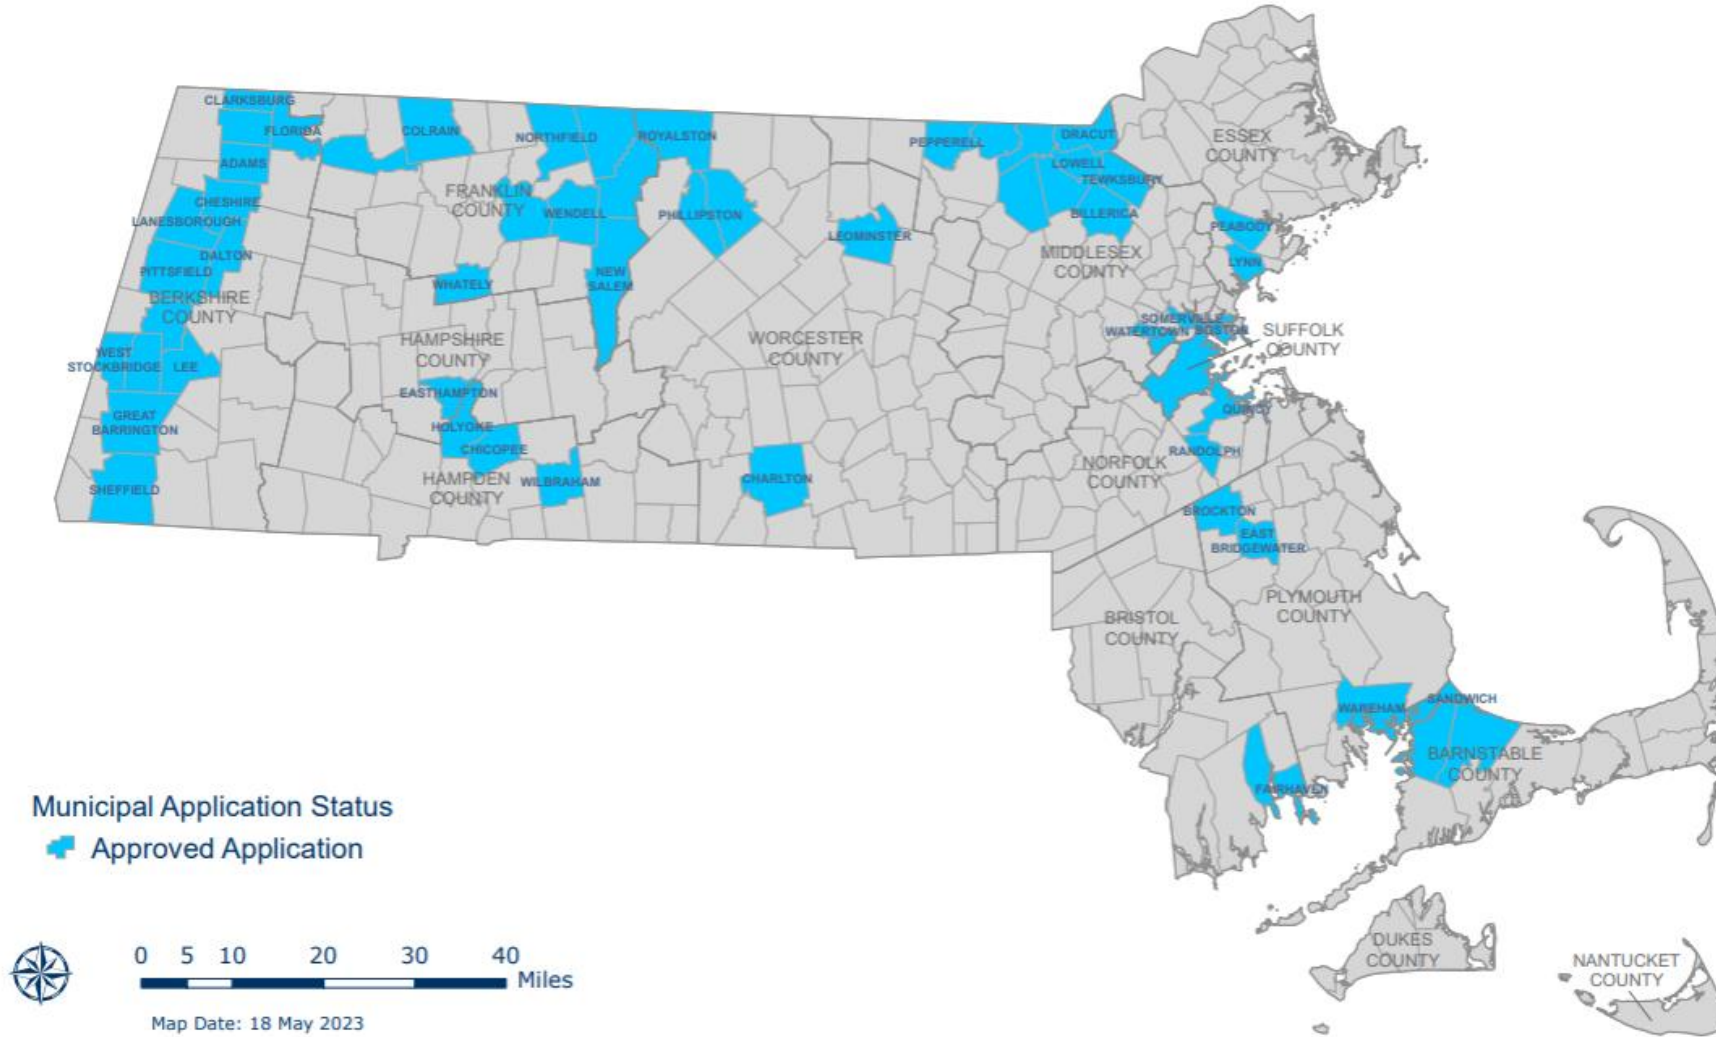 CLARKSBURG
FLORIDA
COLRAIN
NORTHFIELD
ROYALSTON
PEPPERELL
DRACUT
ESSEX
COUNTY
ADAMS
LOWELL
TEWKSBURY
CHESHIRE
FRANKLIN
COUNTY
WENDELL
PHILLIPSTON
BILLERICA
LANESBOROUGH
LEOMINSTER
PEABODY
DALTON
MIDDLESEX
COUNTY
LYNN
PITTSFIELD
WHATELY
NEW
SALEM
BERKSHIRE
COUNTY
SOMERVILLE
WATERTOWN
BOSTON
SUFFOLK
COUNTY
HAMPSHIRE
COUNTY
WORCESTER
COUNTY
WEST
STOCKBRIDGE
LEE
EASTHAMPTON
GREAT
BARRINGTON
QUINCY
HOLYOKE
CHICOPEE
RANDOLPH
NORFOLK
COUNTY
HAMPDEN
COUNTY
WILBRAHAM
CHARLTON
SHEFFIELD
BROCKTON
EAST
BRIDGEWATER
PLYMOUTH
COUNTY
BRISTOL
COUNTY
SANDWICH
WAREHAM
BARNSTABLE
COUNTY
FAIRHAVEN
Municipal Application Status
Approved Application
DUKES
COUNTY
NANTUCKET
COUNTY
0 5 10 20 30 40
Miles
Map Date: 18 May 2023